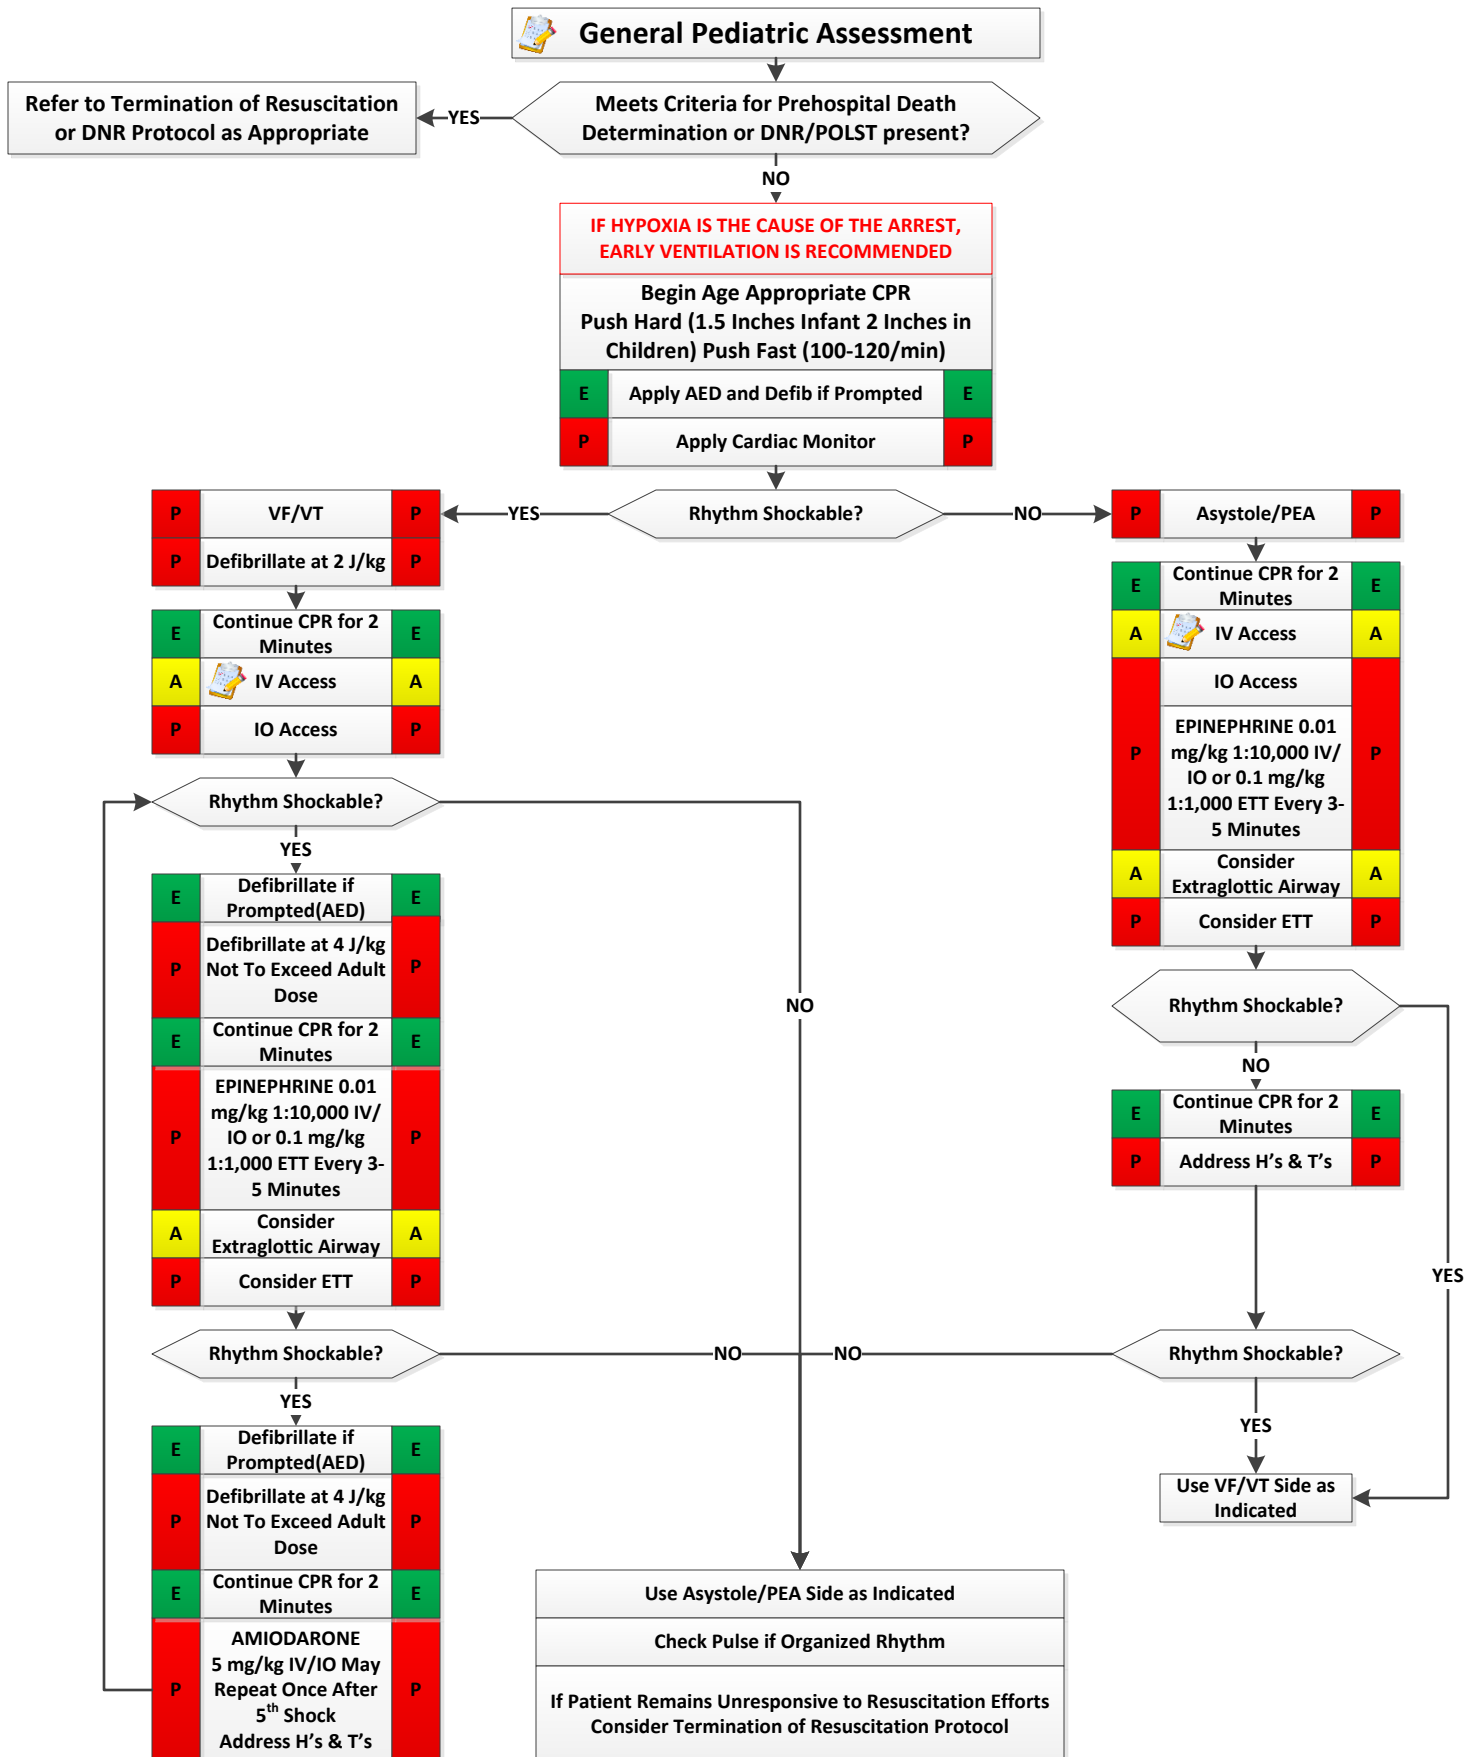 General Pediatric Assessment
Refer to Termination of Resuscitation
or DNR Protocol as Appropriate
YES
Meets Criteria for Prehospital Death
Determination or DNR/POLST present?
NO
IF HYPOXIA IS THE CAUSE OF THE ARREST,
EARLY VENTILATION IS RECOMMENDED
Begin Age Appropriate CPR
Push Hard (1.5 Inches Infant 2 Inches in
Children) Push Fast (100-120/min)
E Apply AED and Defib if Prompted E
P Apply Cardiac Monitor P
Rhythm Shockable?
YES
NO
P VF/VT P
P Defibrillate at 2 J/kg P
E Continue CPR for 2 E
Minutes
A IV Access A
P IO Access P
Rhythm Shockable?
NO
YES
E Defibrillate if E
Prompted(AED)
Defibrillate at 4 J/kg
P Not To Exceed Adult P
Dose
E Continue CPR for 2 E
Minutes
EPINEPHRINE 0.01
mg/kg 1:10,000 IV/
P IO or 0.1 mg/kg P
1:1,000 ETT Every 3-
5 Minutes
A Consider A
Extraglottic Airway
P Consider ETT P
Rhythm Shockable?
NO
YES
E Defibrillate if E
Prompted(AED)
Defibrillate at 4 J/kg
P Not To Exceed Adult P
Dose
E Continue CPR for 2 E
Minutes
AMIODARONE
5 mg/kg IV/IO May
P Repeat Once After P
5th Shock
Address H's & T's
P Asystole/PEA P
E Continue CPR for 2 E
Minutes
A IV Access A
IO Access
EPINEPHRINE 0.01
mg/kg 1:10,000 IV/
P IO or 0.1 mg/kg P
1:1,000 ETT Every 3-
5 Minutes
A Consider A
Extraglottic Airway
P Consider ETT P
Rhythm Shockable?
NO
YES
E Continue CPR for 2 E
Minutes
P Address H's & T's P
Rhythm Shockable?
NO
YES
Use VF/VT Side as
Indicated
Use Asystole/PEA Side as Indicated
Check Pulse if Organized Rhythm
If Patient Remains Unresponsive to Resuscitation Efforts
Consider Termination of Resuscitation Protocol